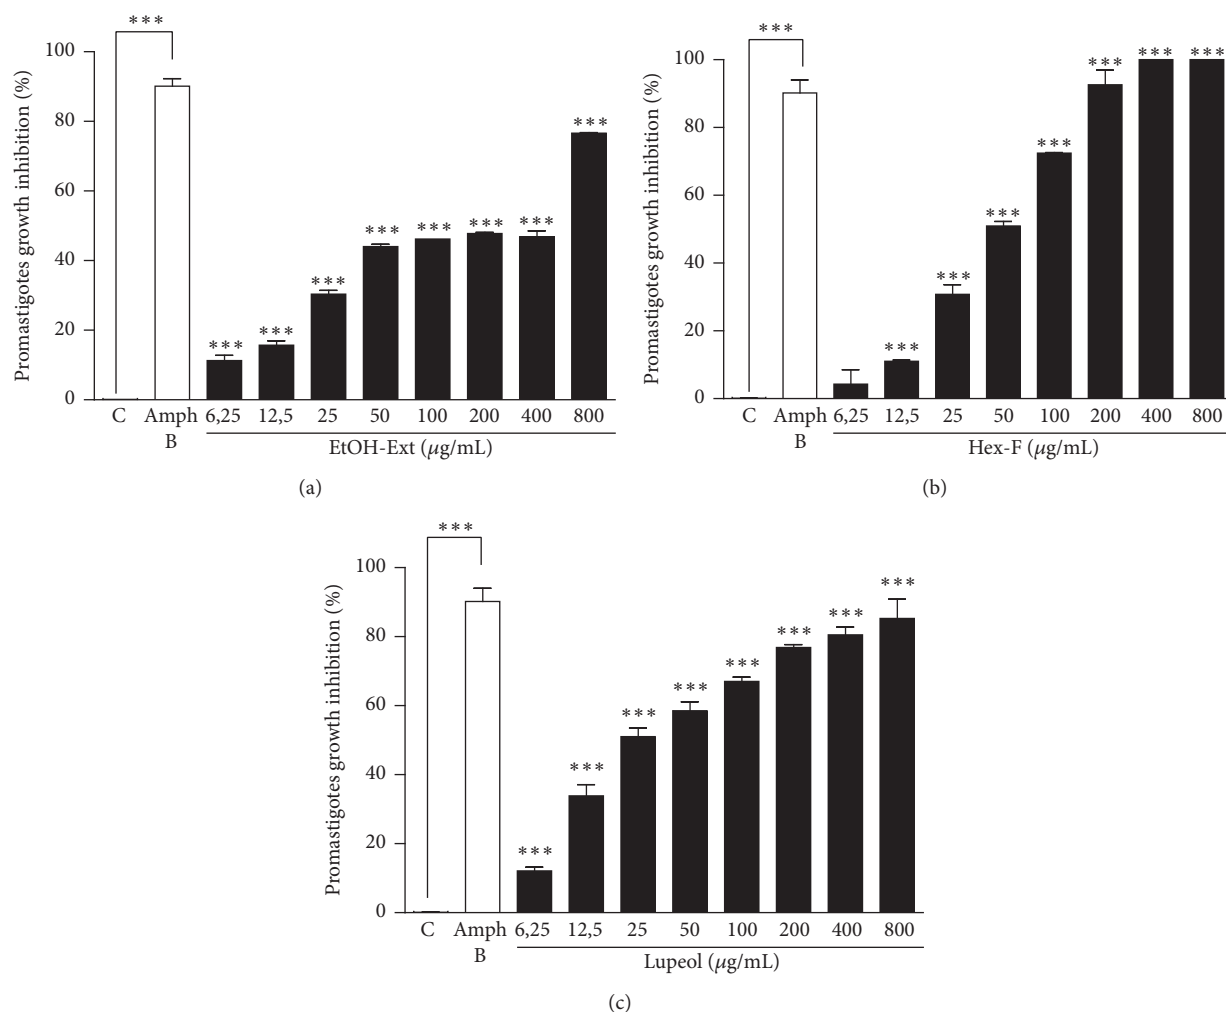 ***
100
80
60
40
20
0
Promastigotes growth inhibition (%)
*** *** *** *** *** *** *** ***
C Amph B 6,25 12,5 25 50 100 200 400 800
EtOH-Ext (μg/mL)
(a)
***
100
80
60
40
20
0
Promastigotes growth inhibition (%)
*** *** *** *** *** *** ***
C Amph B 6,25 12,5 25 50 100 200 400 800
Hex-F (μg/mL)
(b)
***
100
80
60
40
20
0
Promastigotes growth inhibition (%)
*** *** *** *** *** *** *** ***
C Amph B 6,25 12,5 25 50 100 200 400 800
Lupeol (μg/mL)
(c)